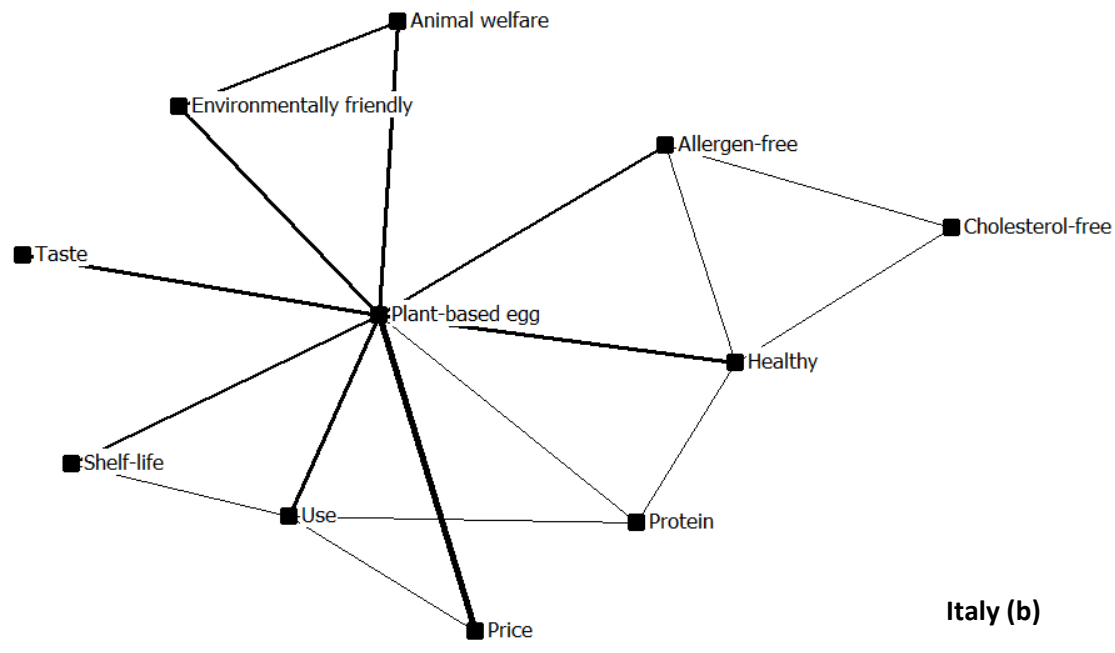 Animal welfare
Environmentally friendly
Allergen-free
Cholesterol-free
Taste
Plant-based egg
Healthy
Shelf-life
Use
Protein
Italy (b)
Price